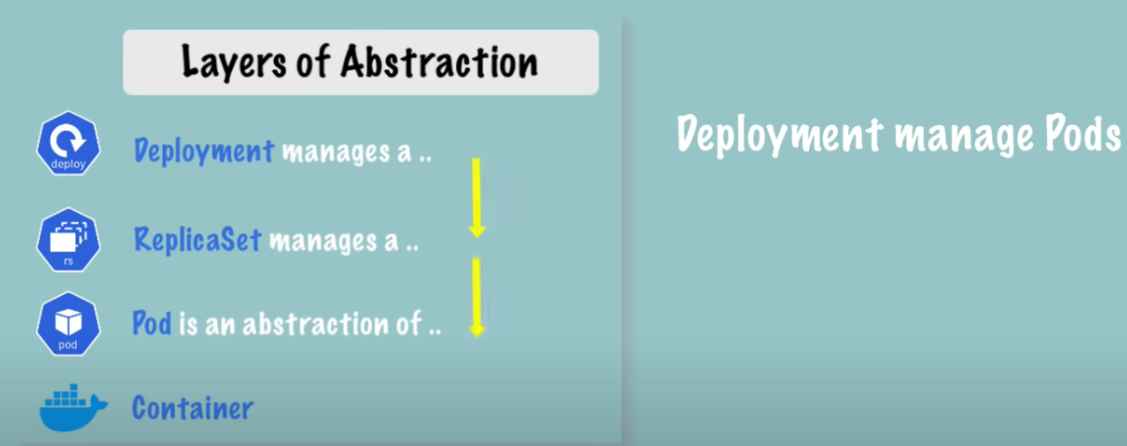 Layers of Abstraction
deploy
Deployment manages a ..
rs
ReplicaSet manages a ..
pod
Pod is an abstraction of ..
Container
Deployment manage Pods